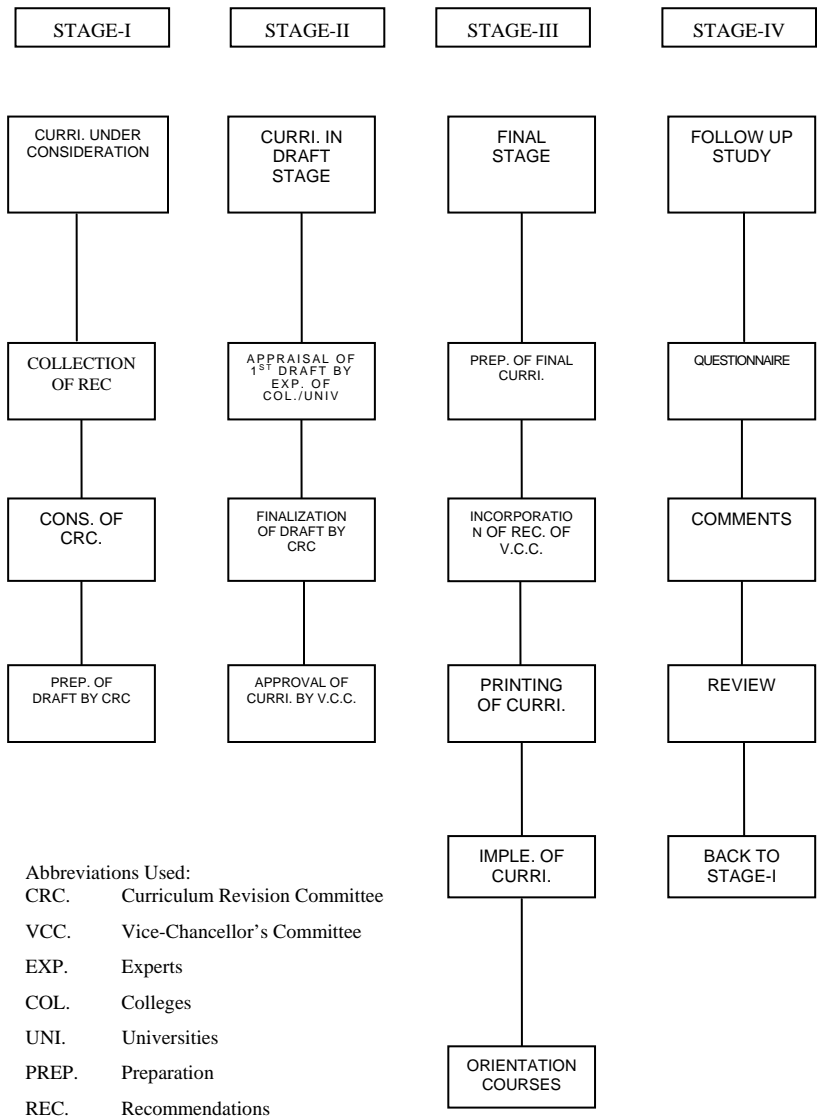 STAGE-I
STAGE-II
STAGE-III
STAGE-IV
CURRI. UNDER
CONSIDERATION
CURRI. IN
DRAFT
STAGE
FINAL
STAGE
FOLLOW UP
STUDY
COLLECTION
OF REC
APPRAISAL OF
1ST DRAFT BY
EXP. OF
COL./UNIV
PREP. OF FINAL
CURRI.
QUESTIONNAIRE
CONS. OF
CRC.
FINALIZATION
OF DRAFT BY
CRC
INCORPORATIO
N OF REC. OF
V.C.C.
COMMENTS
PREP. OF
DRAFT BY CRC
APPROVAL OF
CURRI. BY V.C.C.
PRINTING
OF CURRI.
REVIEW
IMPLE. OF
CURRI.
BACK TO
STAGE-I
ORIENTATION
COURSES
Abbreviations Used:
CRC. Curriculum Revision Committee
VCC. Vice-Chancellor's Committee
EXP. Experts
COL. Colleges
UNI. Universities
PREP. Preparation
REC. Recommendations